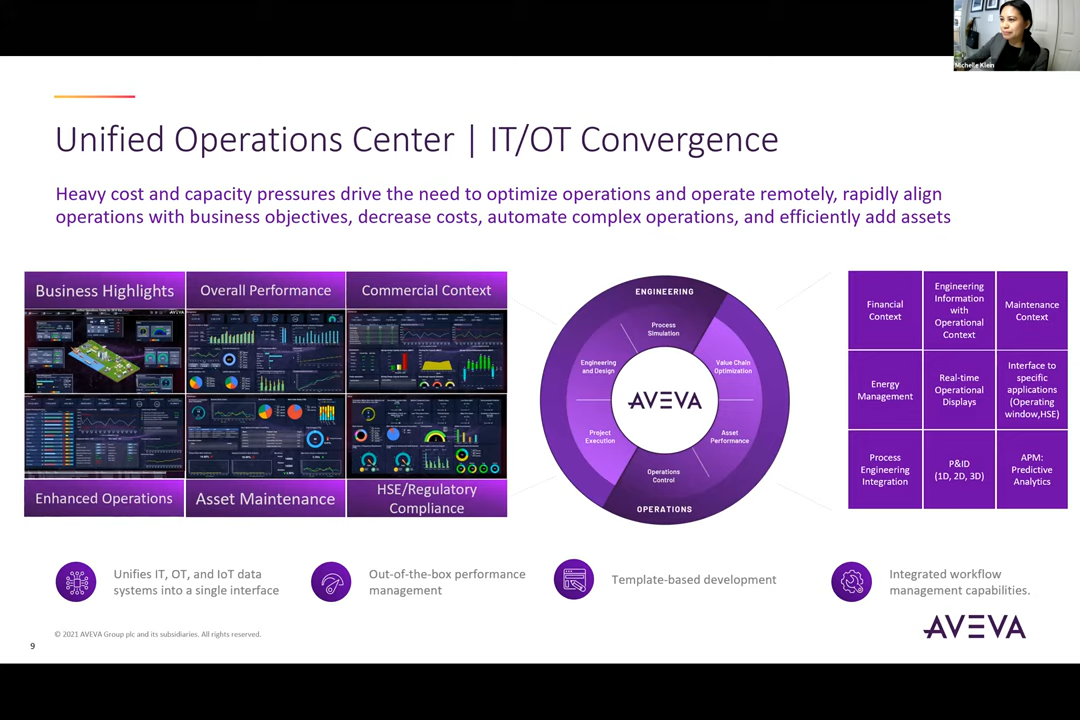 Michelle Klein
Unified Operations Center | IT/OT Convergence
Heavy cost and capacity pressures drive the need to optimize operations and operate remotely, rapidly align
operations with business objectives, decrease costs, automate complex operations, and efficiently add assets
Business Highlights
Overall Performance
Commercial Context
AVEVA
Enhanced Operations
Asset Maintenance
HSE/Regulatory
Compliance
ENGINEERING
Process
Simulation
Engineering
and Design
Value Chain
Optimization
AVEVA
Project
Execution
Asset
Performance
Operations
Control
OPERATIONS
Financial
Context
Engineering
Information
with
Operational
Context
Maintenance
Context
Energy
Management
Real-time
Operational
Displays
Interface to
specific
applications
(Operating
window,HSE)
Process
Engineering
Integration
P&ID
(1D, 2D, 3D)
APM:
Predictive
Analytics
Unifies IT, OT, and IoT data
systems into a single interface
Out-of-the-box performance
management
Template-based development
Integrated workflow
management capabilities.
© 2021 AVEVA Group plc and its subsidiaries. All rights reserved.
AVEVA
9